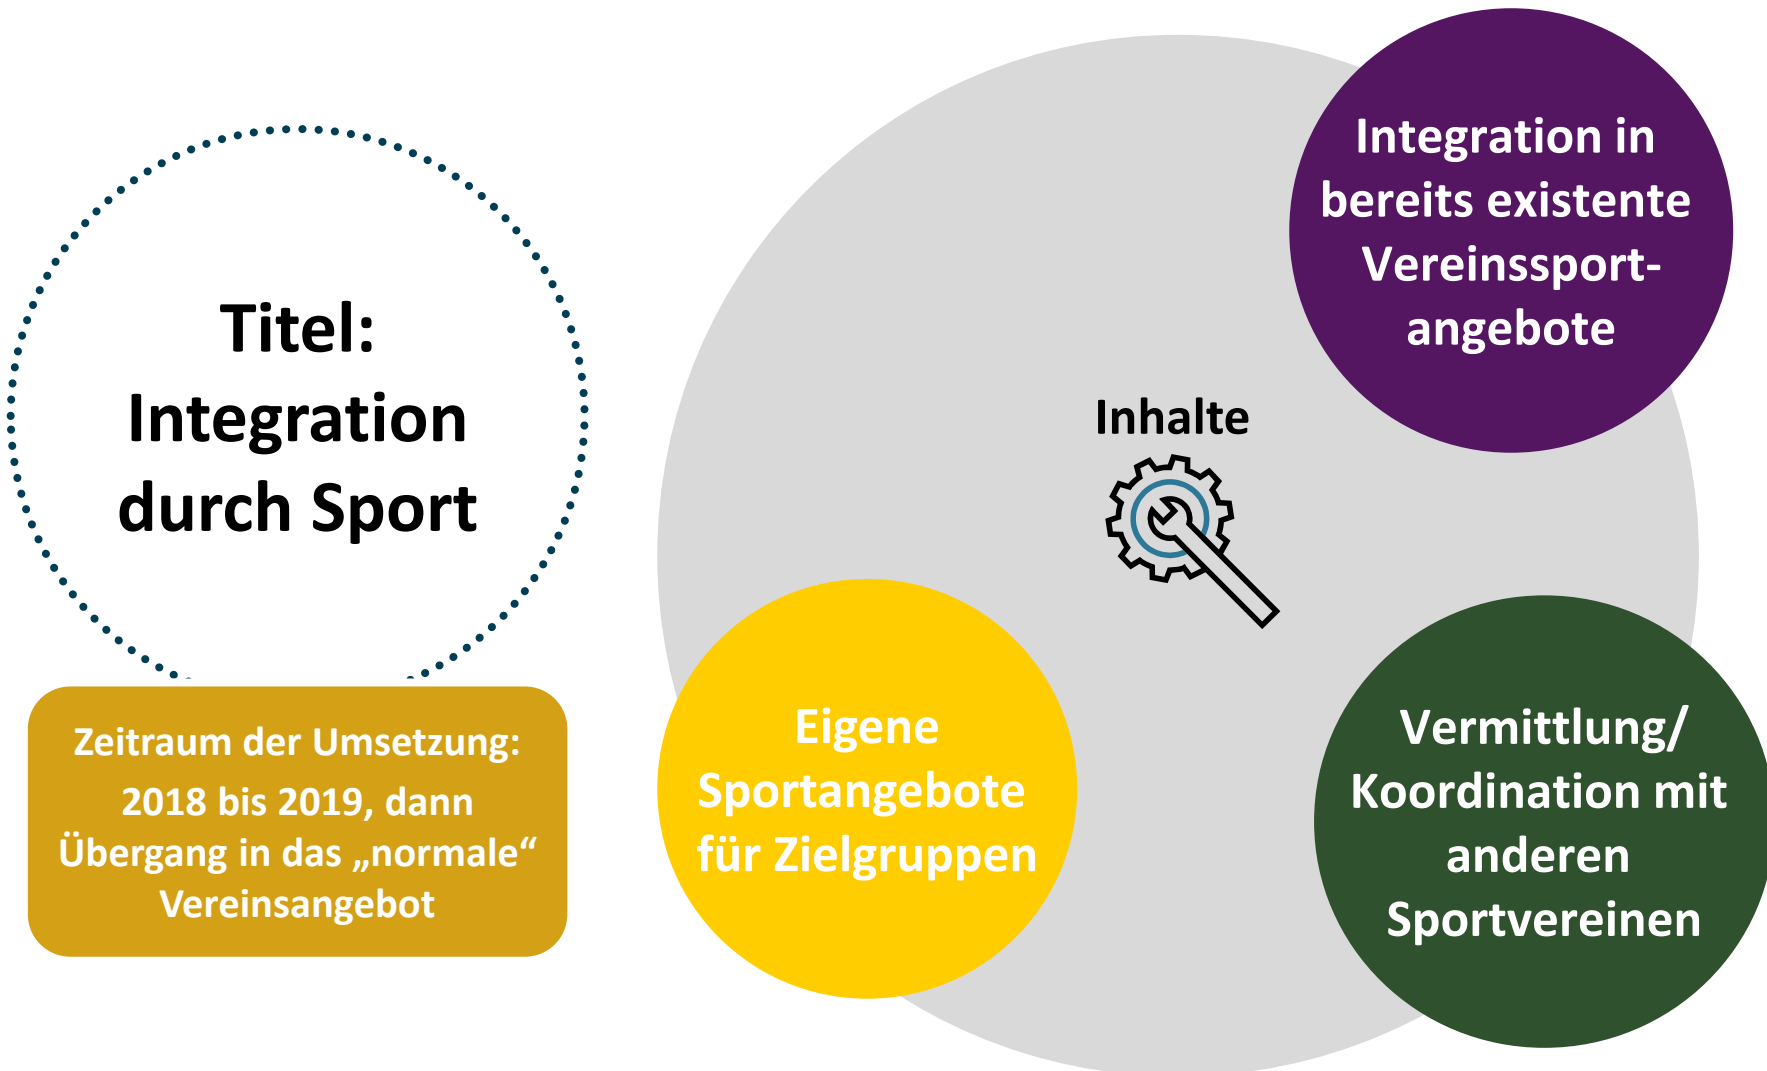 Titel:
Integration
durch Sport
Zeitraum der Umsetzung:
2018 bis 2019, dann
Übergang in das „normale“
Vereinsangebot
Inhalte
Integration in
bereits existente
Vereinssport-
angebote
Eigene
Sportangebote
für Zielgruppen
Vermittlung/
Koordination mit
anderen
Sportvereinen